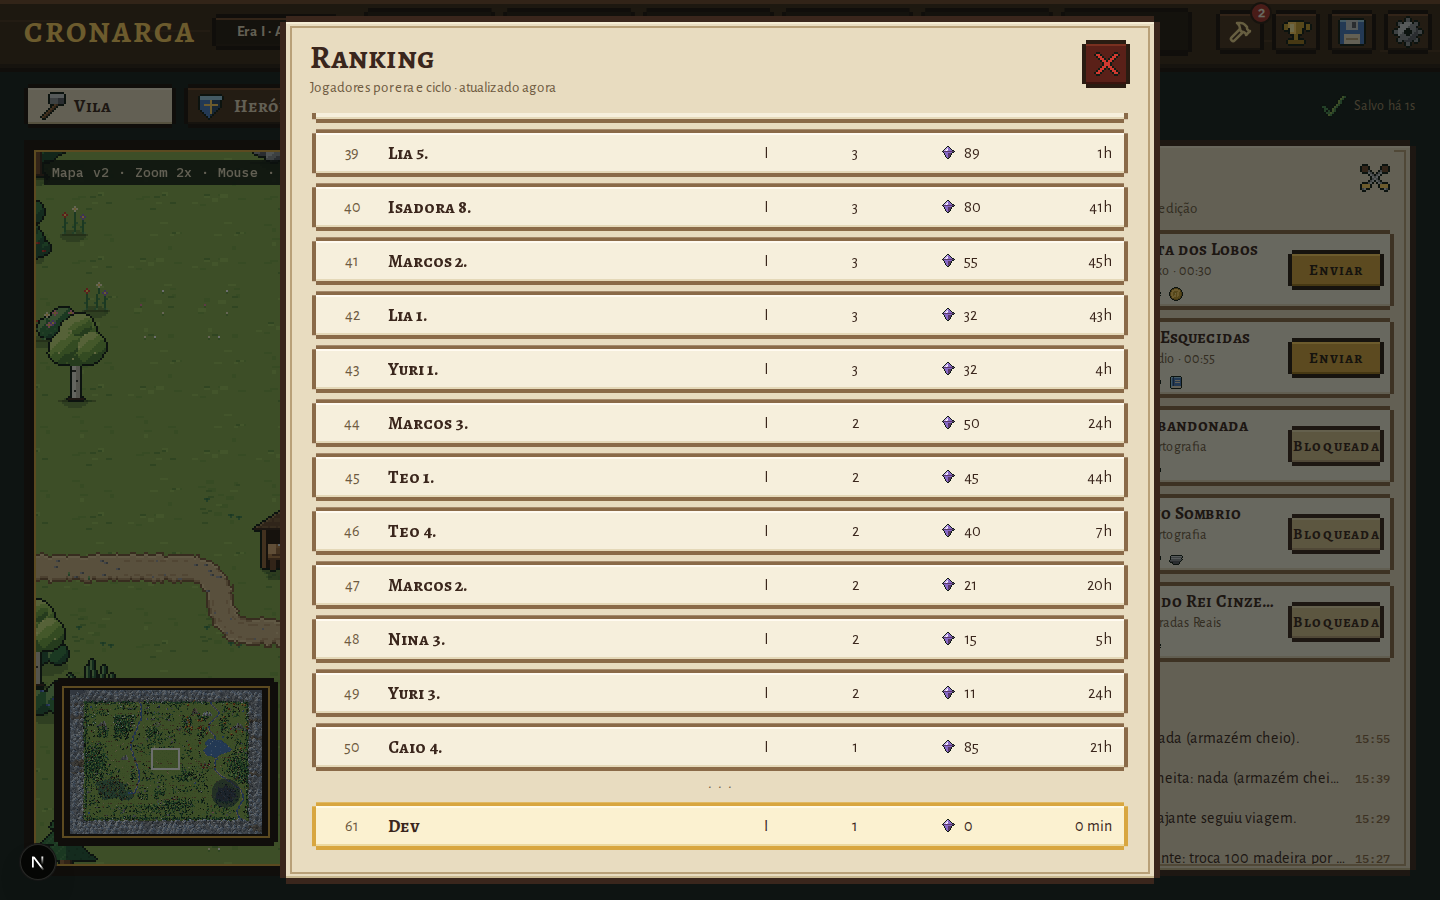 CRONARCA
Era I · A
2
Vila
Heró
Salvo há 1s
Mapa v2 · Zoom 2x · Mouse ·
Ranking
Jogadores por era e ciclo · atualizado agora
39 Lia 5. I 3 89 1h
40 Isadora 8. I 3 80 41h
41 Marcos 2. I 3 55 45h
42 Lia 1. I 3 32 43h
43 Yuri 1. I 3 32 4h
44 Marcos 3. I 2 50 24h
45 Teo 1. I 2 45 44h
46 Teo 4. I 2 40 7h
47 Marcos 2. I 2 21 20h
48 Nina 3. I 2 15 5h
49 Yuri 3. I 2 11 24h
50 Caio 4. I 1 85 21h
...
61 Dev I 1 0 0 min
edição
ta dos Lobos
o · 00:30
Enviar
Esquecidas
dio · 00:55
Enviar
bandonada
rtografia
Bloqueada
o Sombrio
rtografia
Bloqueada
do Rei Cinze...
radas Reais
Bloqueada
ada (armazém cheio). 15:55
heita: nada (armazém chei... 15:39
ajante seguiu viagem. 15:29
nte: troca 100 madeira por ... 15:27
N